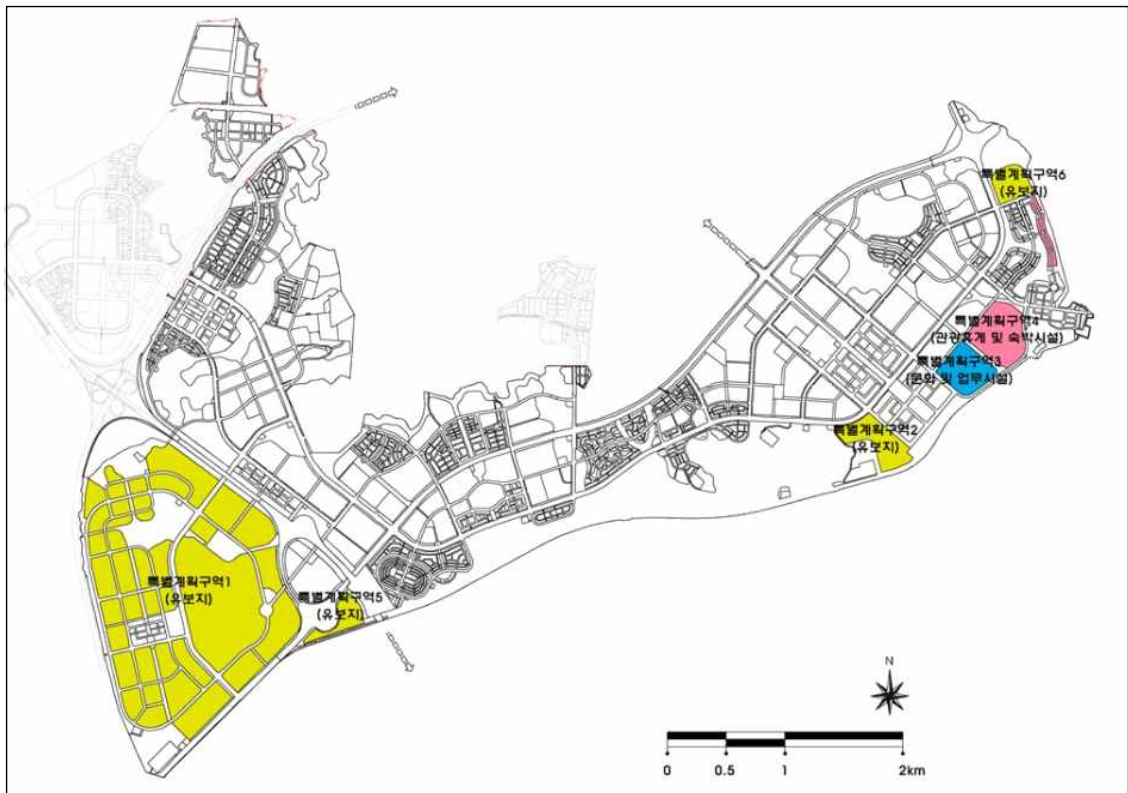 특별계획구역6
(유보지)
특별계획구역4
(관광휴게 및 숙박시설)
특별계획구역3
(문화 및 업무시설)
특별계획구역2
(유보지)
특별계획구역1
(유보지)
특별계획구역5
(유보지)
N
0 0.5 1 2km